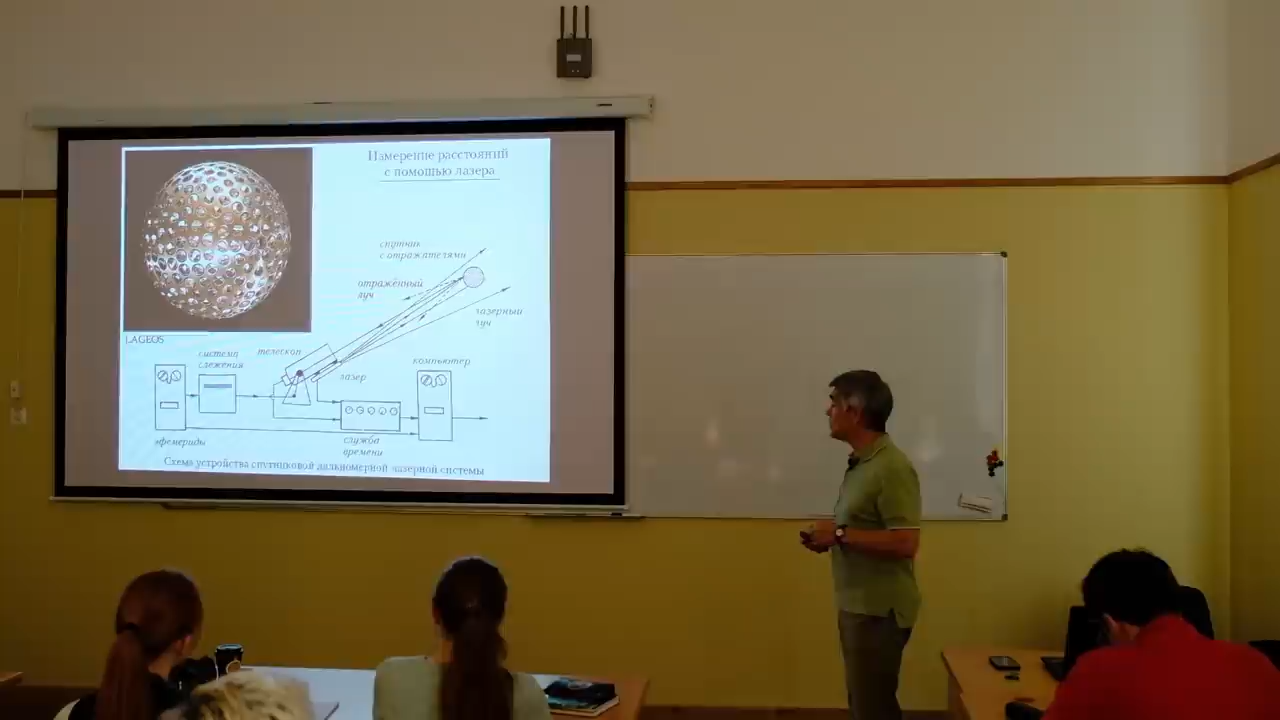 Измерение расстояний
с помощью лазера
спутник
с отражателями
отражённый
луч
лазерный
луч
LAGEOS
система
слежения
телескоп
лазер
компьютер
эфемериды
служба
времени
Схема устройства спутниковой дальномерной лазерной системы